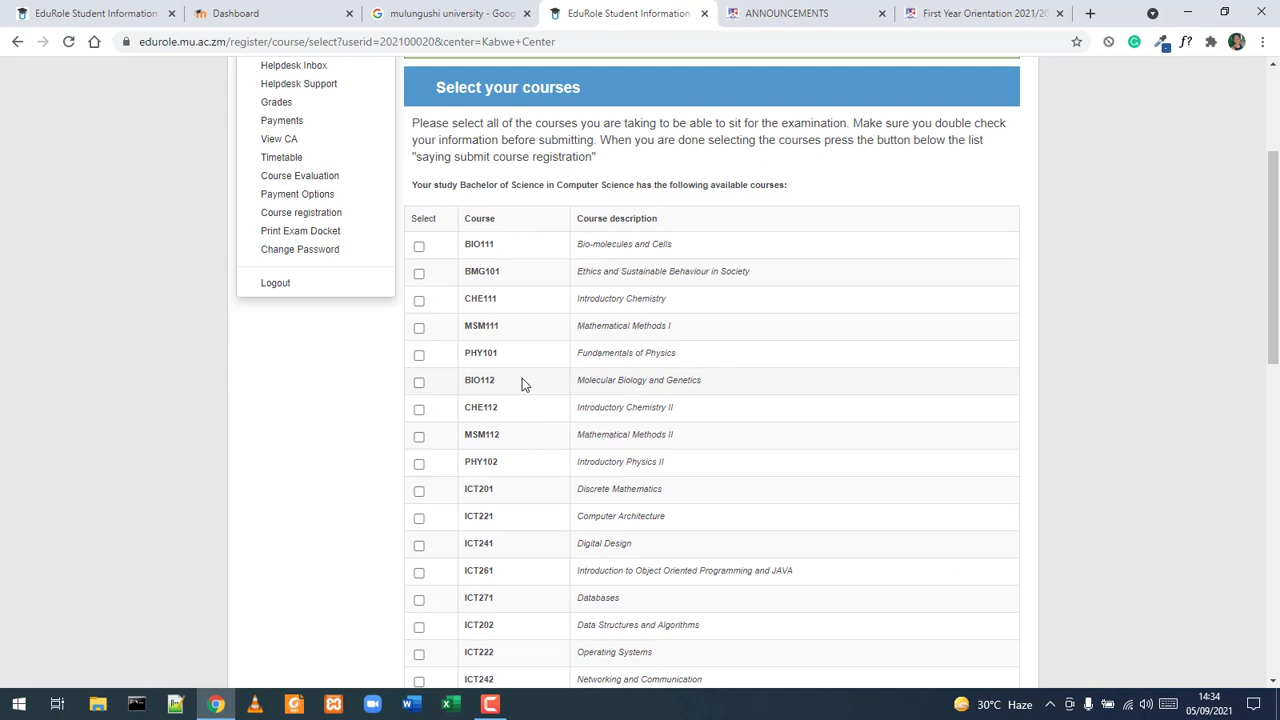 EduRole Student Information
Dashboard
mulungushi university - Goog
EduRole Student Information
ANNOUNCEMENTS
First Year Orientation 2021/20
edurole.mu.ac.zm/register/course/select?userid=202100020&center=Kabwe+Center
f?
Helpdesk Inbox
Helpdesk Support
Grades
Payments
View CA
Timetable
Course Evaluation
Payment Options
Course registration
Print Exam Docket
Change Password
Logout
Select your courses
Please select all of the courses you are taking to be able to sit for the examination. Make sure you double check
your information before submitting. When you are done selecting the courses press the button below the list
"saying submit course registration"
Your study Bachelor of Science in Computer Science has the following available courses:
Select Course Course description
BIO111 Bio-molecules and Cells
BMG101 Ethics and Sustainable Behaviour in Society
CHE111 Introductory Chemistry
MSM111 Mathematical Methods I
PHY101 Fundamentals of Physics
BIO112 Molecular Biology and Genetics
CHE112 Introductory Chemistry II
MSM112 Mathematical Methods II
PHY102 Introductory Physics II
ICT201 Discrete Mathematics
ICT221 Computer Architecture
ICT241 Digital Design
ICT261 Introduction to Object Oriented Programming and JAVA
ICT271 Databases
ICT202 Data Structures and Algorithms
ICT222 Operating Systems
ICT242 Networking and Communication
30°C Haze
14:34
05/09/2021